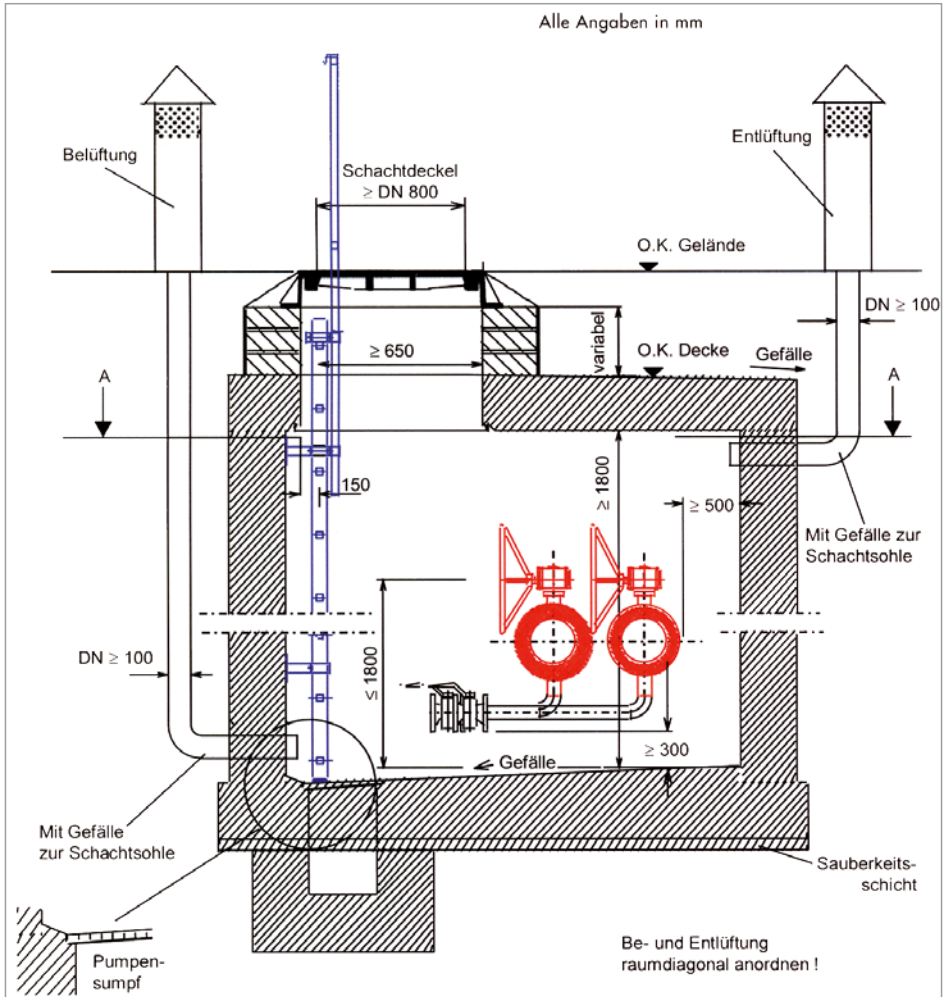 Alle Angaben in mm
Belüftung
Entlüftung
Schachtdeckel
≥ DN 800
O.K. Gelände
DN ≥ 100
≥ 650
variabel
O.K. Decke
Gefälle
A
A
150
≥ 1800
≥ 500
Mit Gefälle zur
Schachtsohle
DN ≥ 100
≤ 1800
≥ 300
Gefälle
Mit Gefälle
zur Schachtsohle
Sauberkeits-
schicht
Pumpen-
sumpf
Be- und Entlüftung
raumdiagonal anordnen !